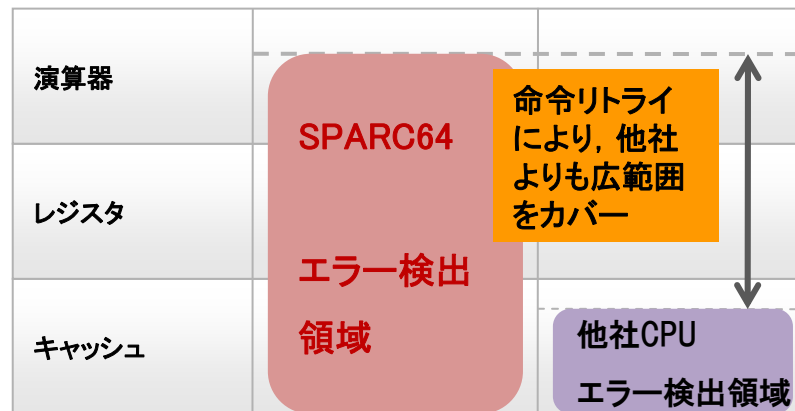 演算器
SPARC64
命令リトライ
により, 他社
よりも広範囲
をカバー
レジスタ
エラー検出
領域
キャッシュ
他社CPU
エラー検出領域